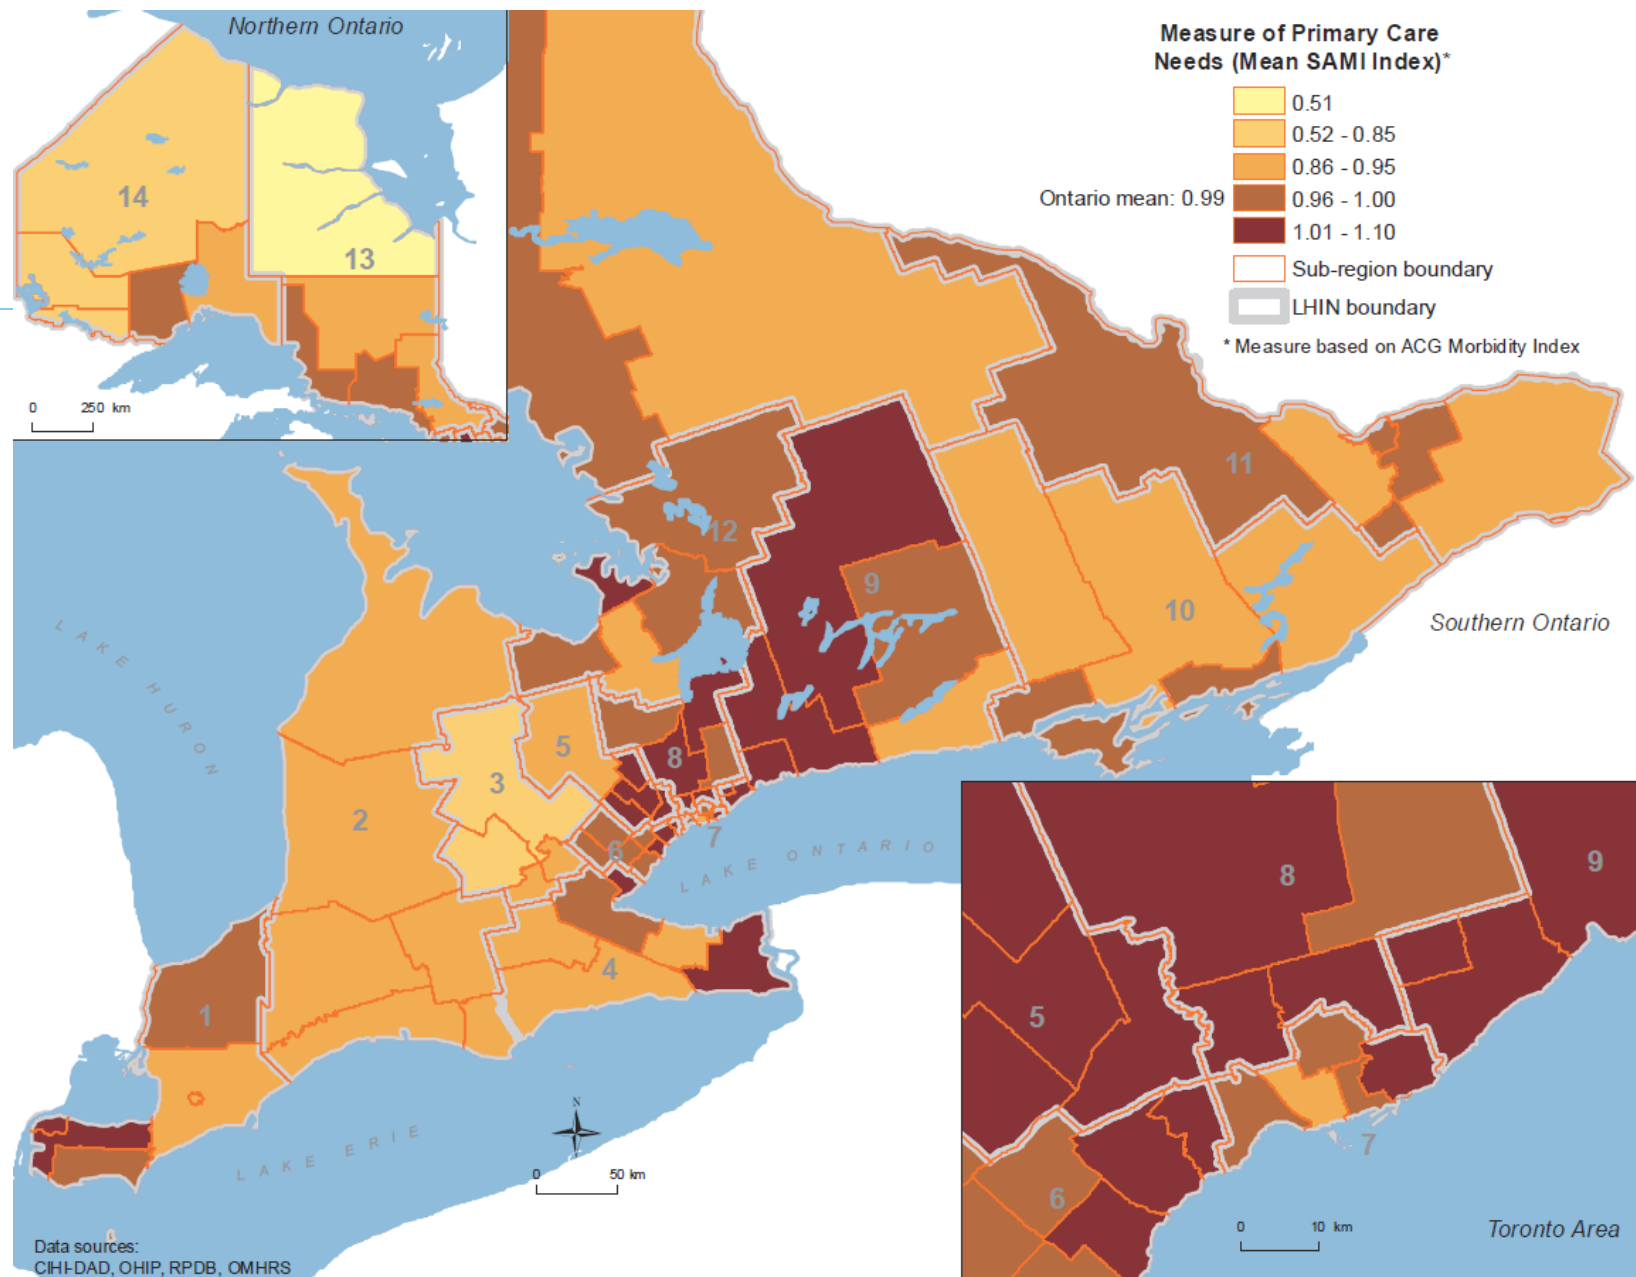 Northern Ontario
14
13
0 250 km
Measure of Primary Care
Needs (Mean SAMI Index)*
0.51
0.52 - 0.85
0.86 - 0.95
Ontario mean: 0.99
0.96 - 1.00
1.01 - 1.10
Sub-region boundary
LHIN boundary
* Measure based on ACG Morbidity Index
11
12
9
10
Southern Ontario
LAKE HURON
5
8
3
2
7
6
LAKE ONTARIO
4
1
N
LAKE ERIE
0 50 km
Data sources:
CIHI-DAD, OHIP, RPDB, OMHRS
9
8
5
7
6
0 10 km
Toronto Area